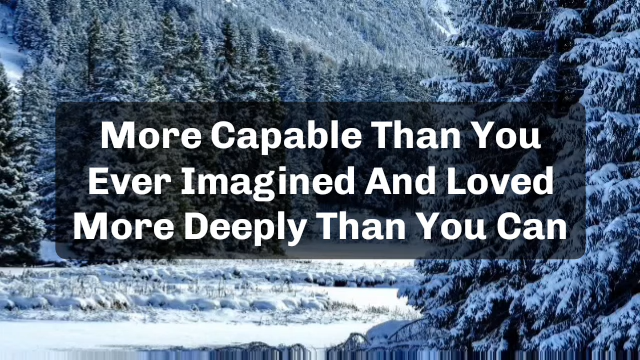 More Capable Than You
Ever Imagined And Loved
More Deeply Than You Can